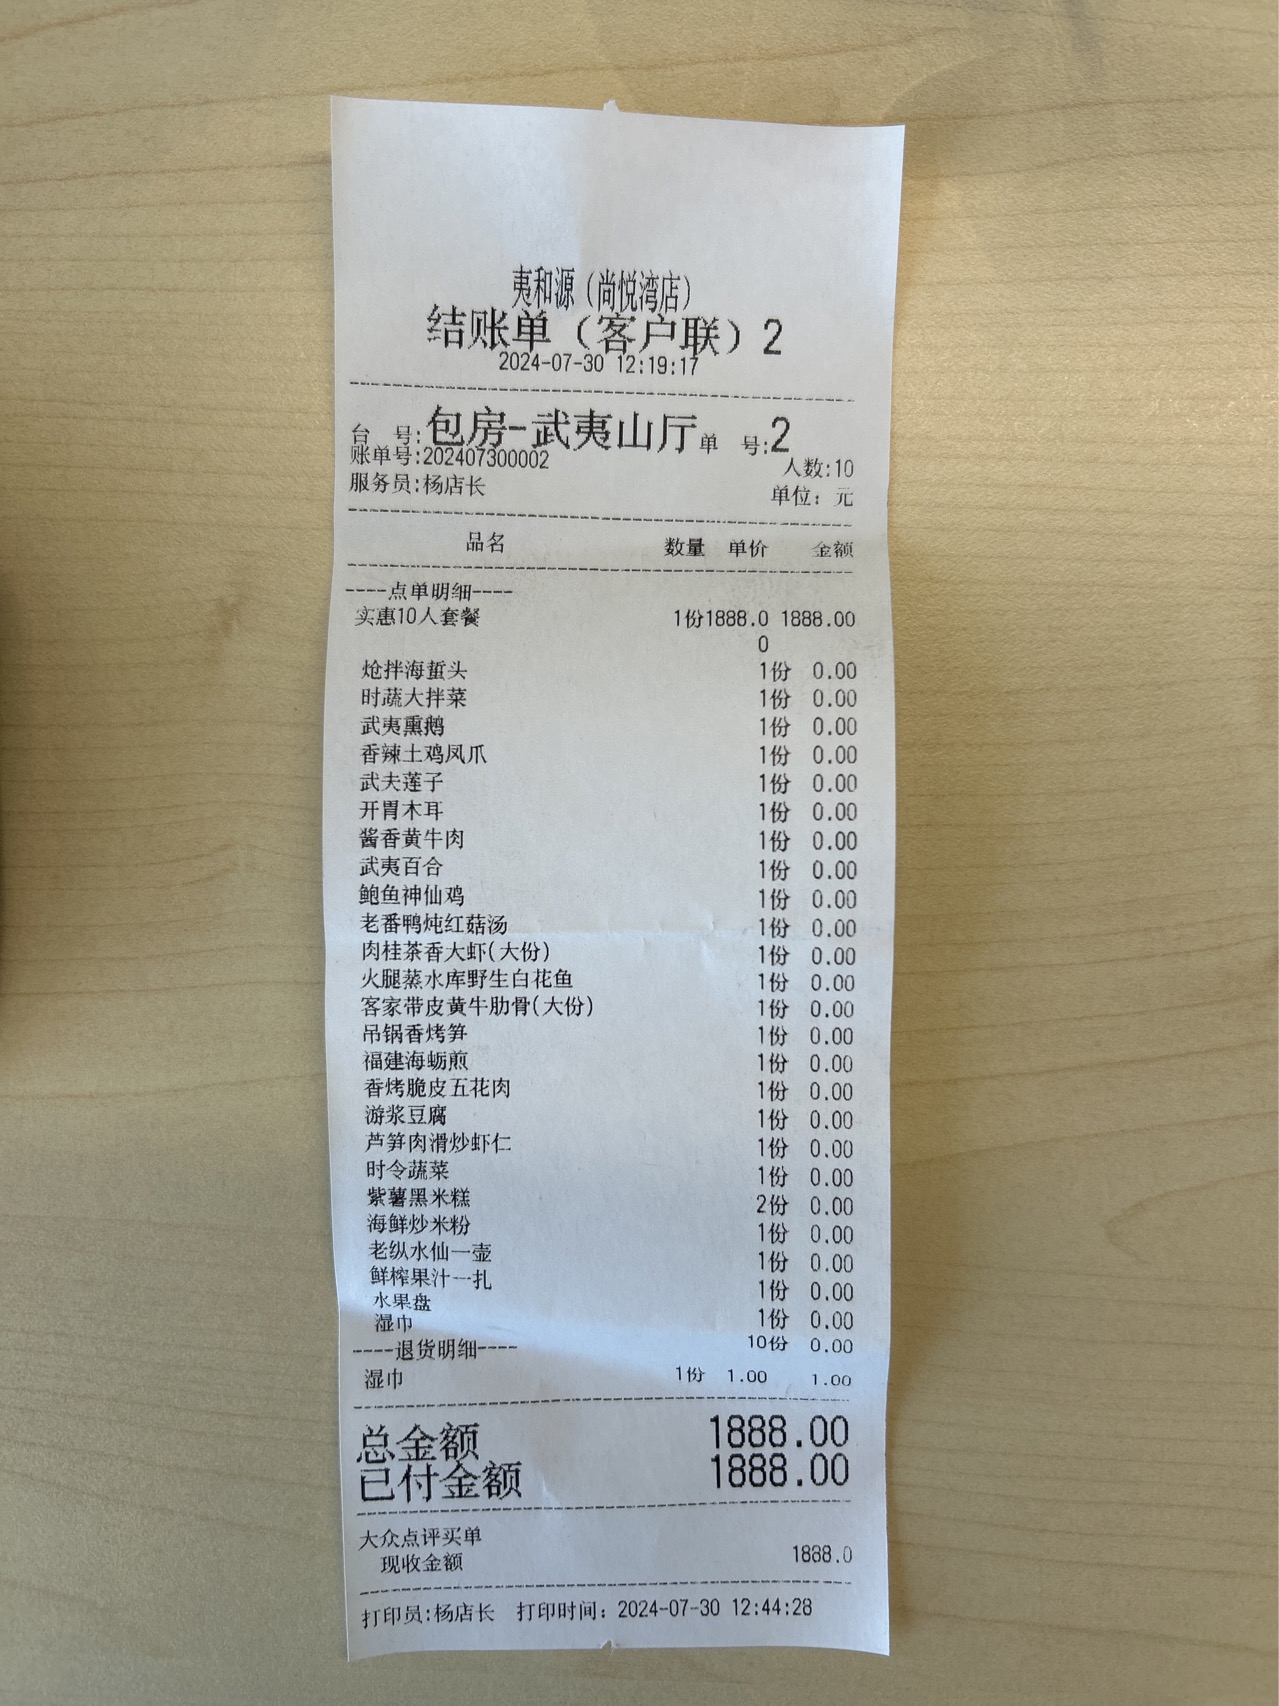 夷和源（尚悦湾店）
结账单（客户联）2
2024-07-30 12:19:17
台 号:包房-武夷山厅 单 号:2
账单号:202407300002 人数:10
服务员:杨店长 单位：元
品名 数量 单价 金额
----点单明细----
实惠10人套餐 1份1888.0 1888.00
0
炝拌海蜇头 1份 0.00
时蔬大拌菜 1份 0.00
武夷熏鹅 1份 0.00
香辣土鸡凤爪 1份 0.00
武夫莲子 1份 0.00
开胃木耳 1份 0.00
酱香黄牛肉 1份 0.00
武夷百合 1份 0.00
鲍鱼神仙鸡 1份 0.00
老番鸭炖红菇汤 1份 0.00
肉桂茶香大虾(大份) 1份 0.00
火腿蒸水库野生白花鱼 1份 0.00
客家带皮黄牛肋骨(大份) 1份 0.00
吊锅香烤笋 1份 0.00
福建海蛎煎 1份 0.00
香烤脆皮五花肉 1份 0.00
游浆豆腐 1份 0.00
芦笋肉滑炒虾仁 1份 0.00
时令蔬菜 1份 0.00
紫薯黑米糕 2份 0.00
海鲜炒米粉 1份 0.00
老纵水仙一壶 1份 0.00
鲜榨果汁一扎 1份 0.00
水果盘 1份 0.00
湿巾 10份 0.00
----退货明细----
湿巾 1份 1.00 1.00
总金额 1888.00
已付金额 1888.00
大众点评买单
现收金额 1888.0
打印员:杨店长 打印时间：2024-07-30 12:44:28